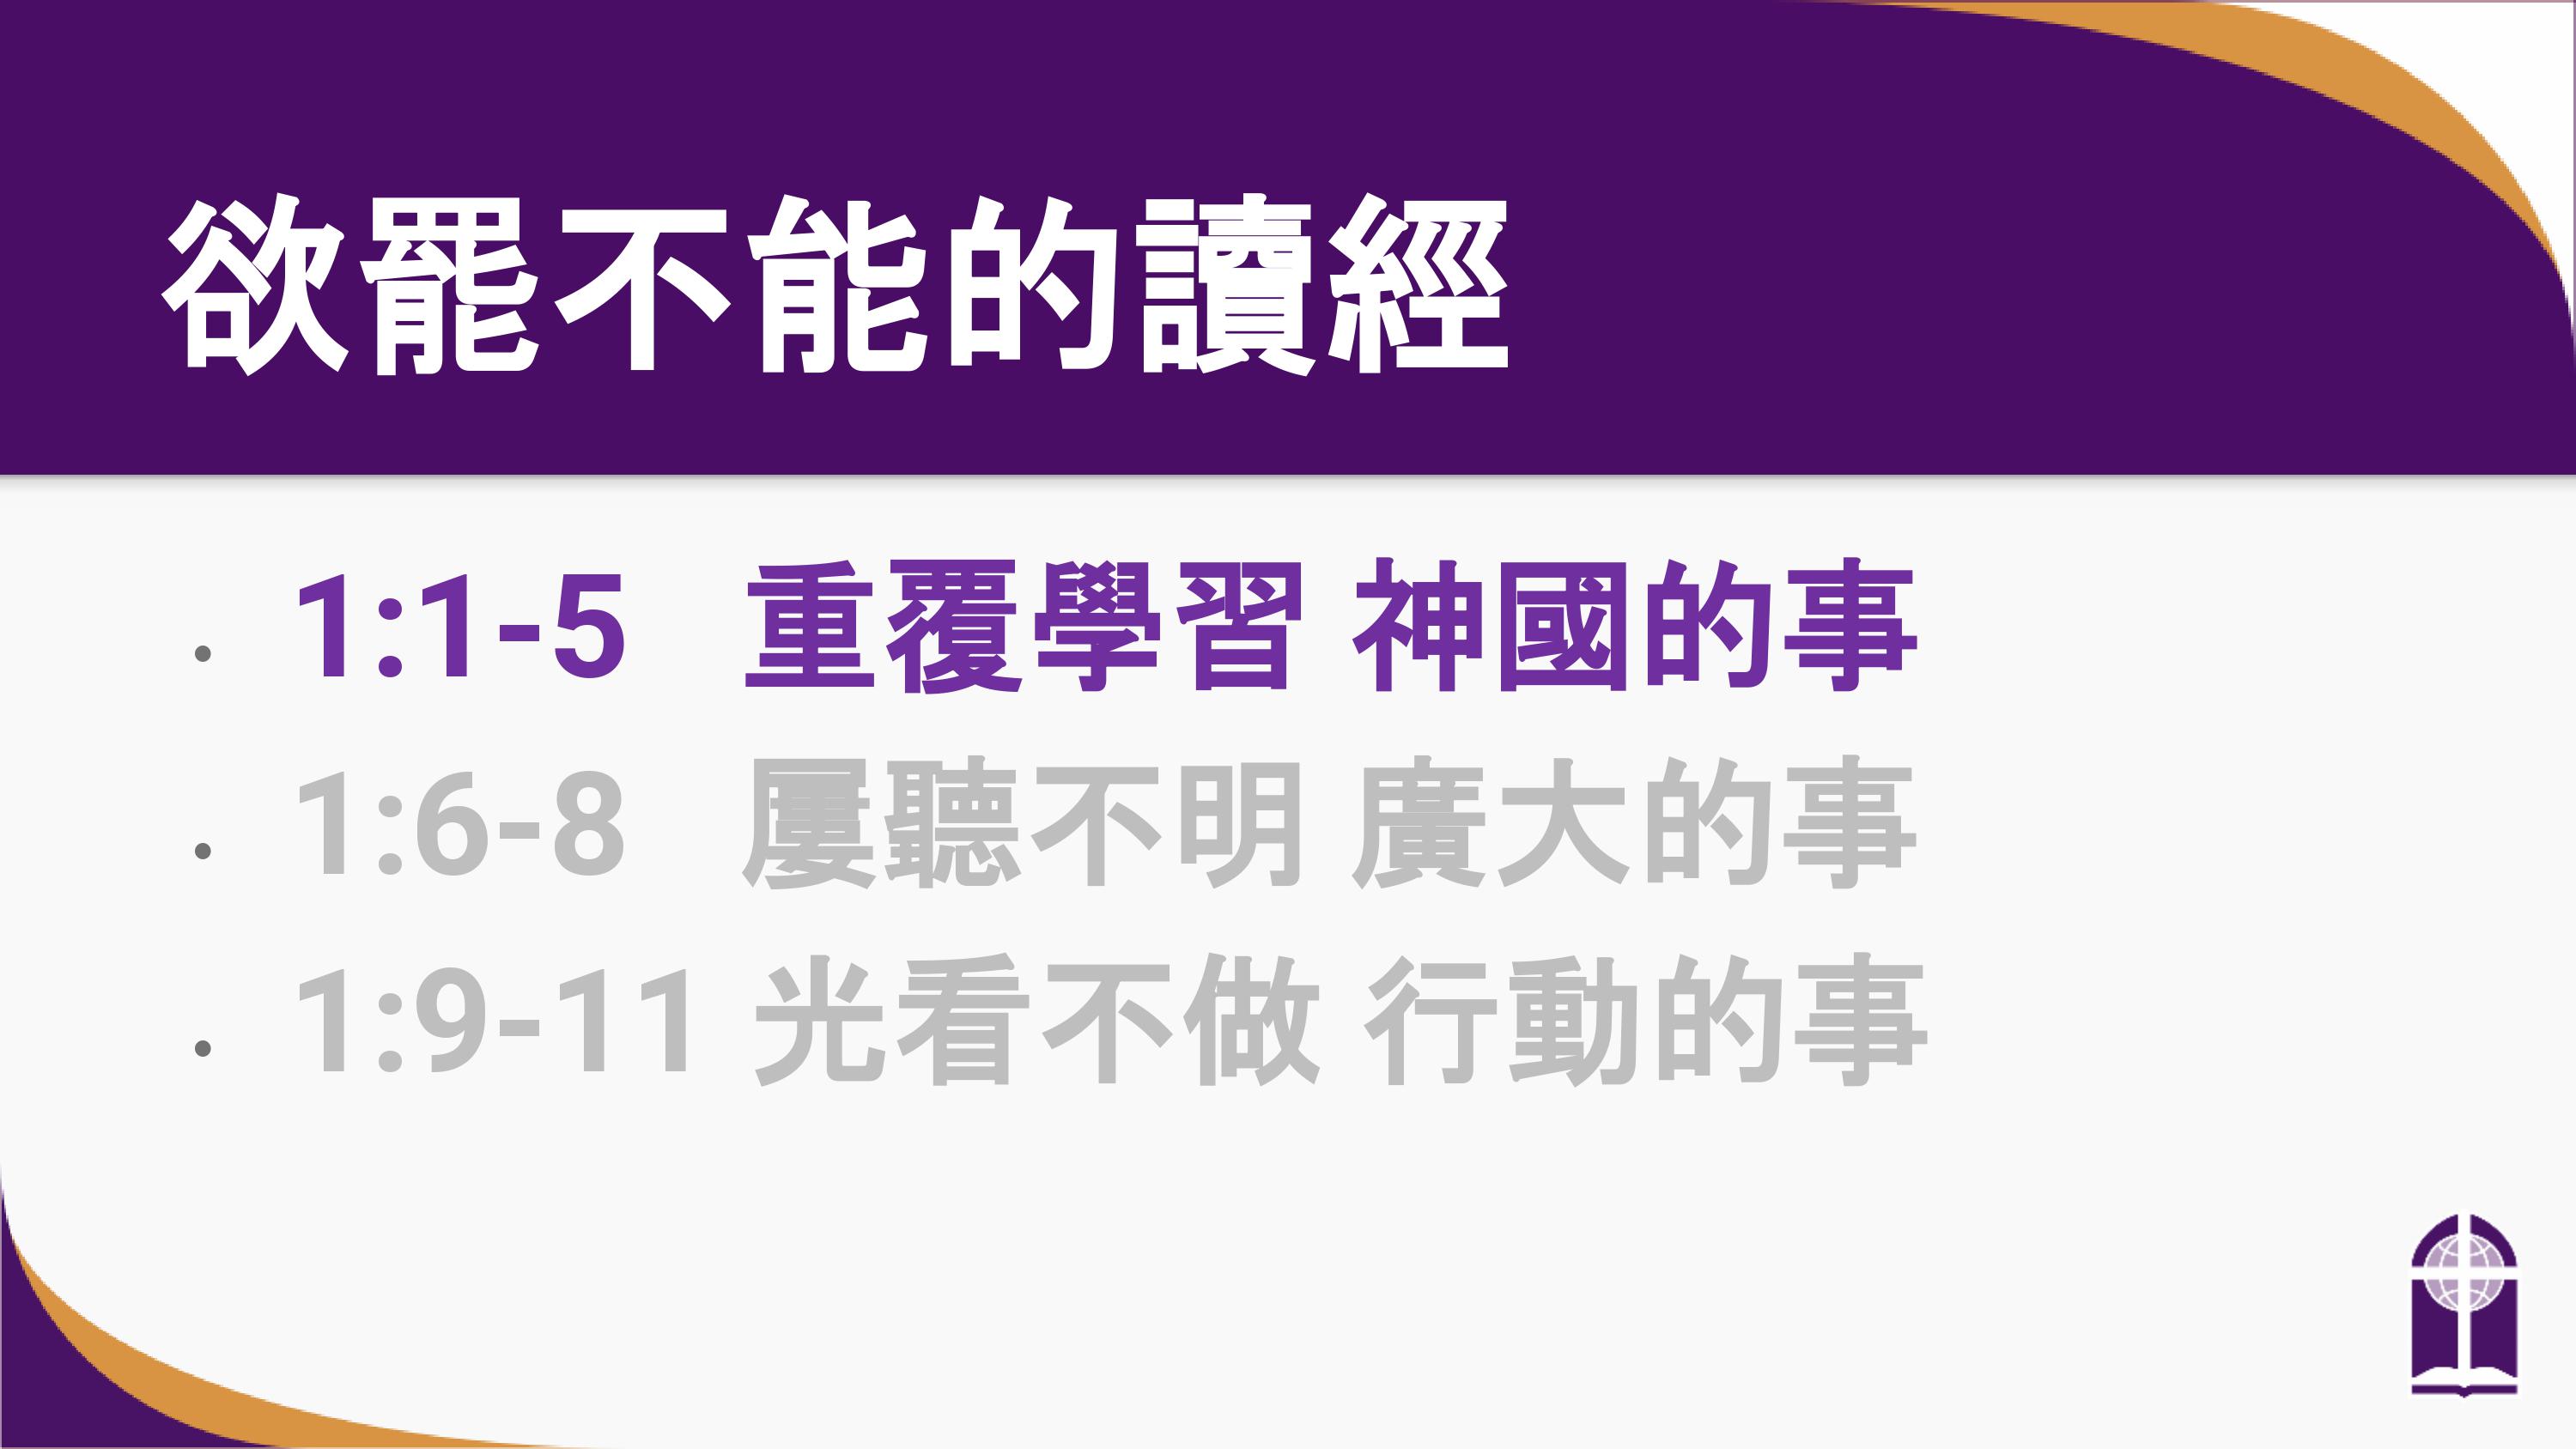 欲罷不能的讀經
• 1:1-5 重覆學習 神國的事
• 1:6-8 屢聽不明 廣大的事
• 1:9-11 光看不做 行動的事